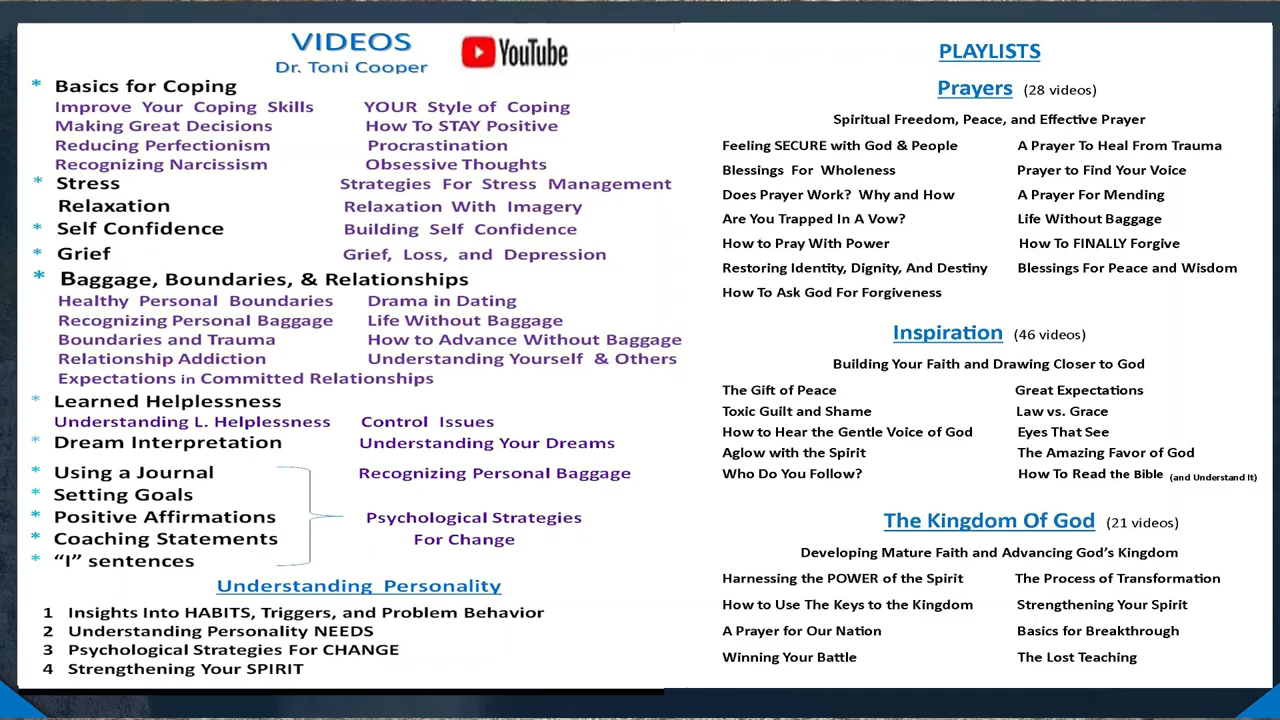 VIDEOS
Dr. Toni Cooper
YouTube
* Basics for Coping
Improve Your Coping Skills YOUR Style of Coping
Making Great Decisions How To STAY Positive
Reducing Perfectionism Procrastination
Recognizing Narcissism Obsessive Thoughts
* Stress Strategies For Stress Management
Relaxation Relaxation With Imagery
* Self Confidence Building Self Confidence
* Grief Grief, Loss, and Depression
* Baggage, Boundaries, & Relationships
Healthy Personal Boundaries Drama in Dating
Recognizing Personal Baggage Life Without Baggage
Boundaries and Trauma How to Advance Without Baggage
Relationship Addiction Understanding Yourself & Others
Expectations in Committed Relationships
* Learned Helplessness
Understanding L. Helplessness Control Issues
* Dream Interpretation Understanding Your Dreams
* Using a Journal Recognizing Personal Baggage
* Setting Goals
* Positive Affirmations Psychological Strategies
* Coaching Statements For Change
* “I” sentences
Understanding Personality
1 Insights Into HABITS, Triggers, and Problem Behavior
2 Understanding Personality NEEDS
3 Psychological Strategies For CHANGE
4 Strengthening Your SPIRIT
PLAYLISTS
Prayers (28 videos)
Spiritual Freedom, Peace, and Effective Prayer
Feeling SECURE with God & People A Prayer To Heal From Trauma
Blessings For Wholeness Prayer to Find Your Voice
Does Prayer Work? Why and How A Prayer For Mending
Are You Trapped In A Vow? Life Without Baggage
How to Pray With Power How To FINALLY Forgive
Restoring Identity, Dignity, And Destiny Blessings For Peace and Wisdom
How To Ask God For Forgiveness
Inspiration (46 videos)
Building Your Faith and Drawing Closer to God
The Gift of Peace Great Expectations
Toxic Guilt and Shame Law vs. Grace
How to Hear the Gentle Voice of God Eyes That See
Aglow with the Spirit The Amazing Favor of God
Who Do You Follow? How To Read the Bible (and Understand It)
The Kingdom Of God (21 videos)
Developing Mature Faith and Advancing God’s Kingdom
Harnessing the POWER of the Spirit The Process of Transformation
How to Use The Keys to the Kingdom Strengthening Your Spirit
A Prayer for Our Nation Basics for Breakthrough
Winning Your Battle The Lost Teaching